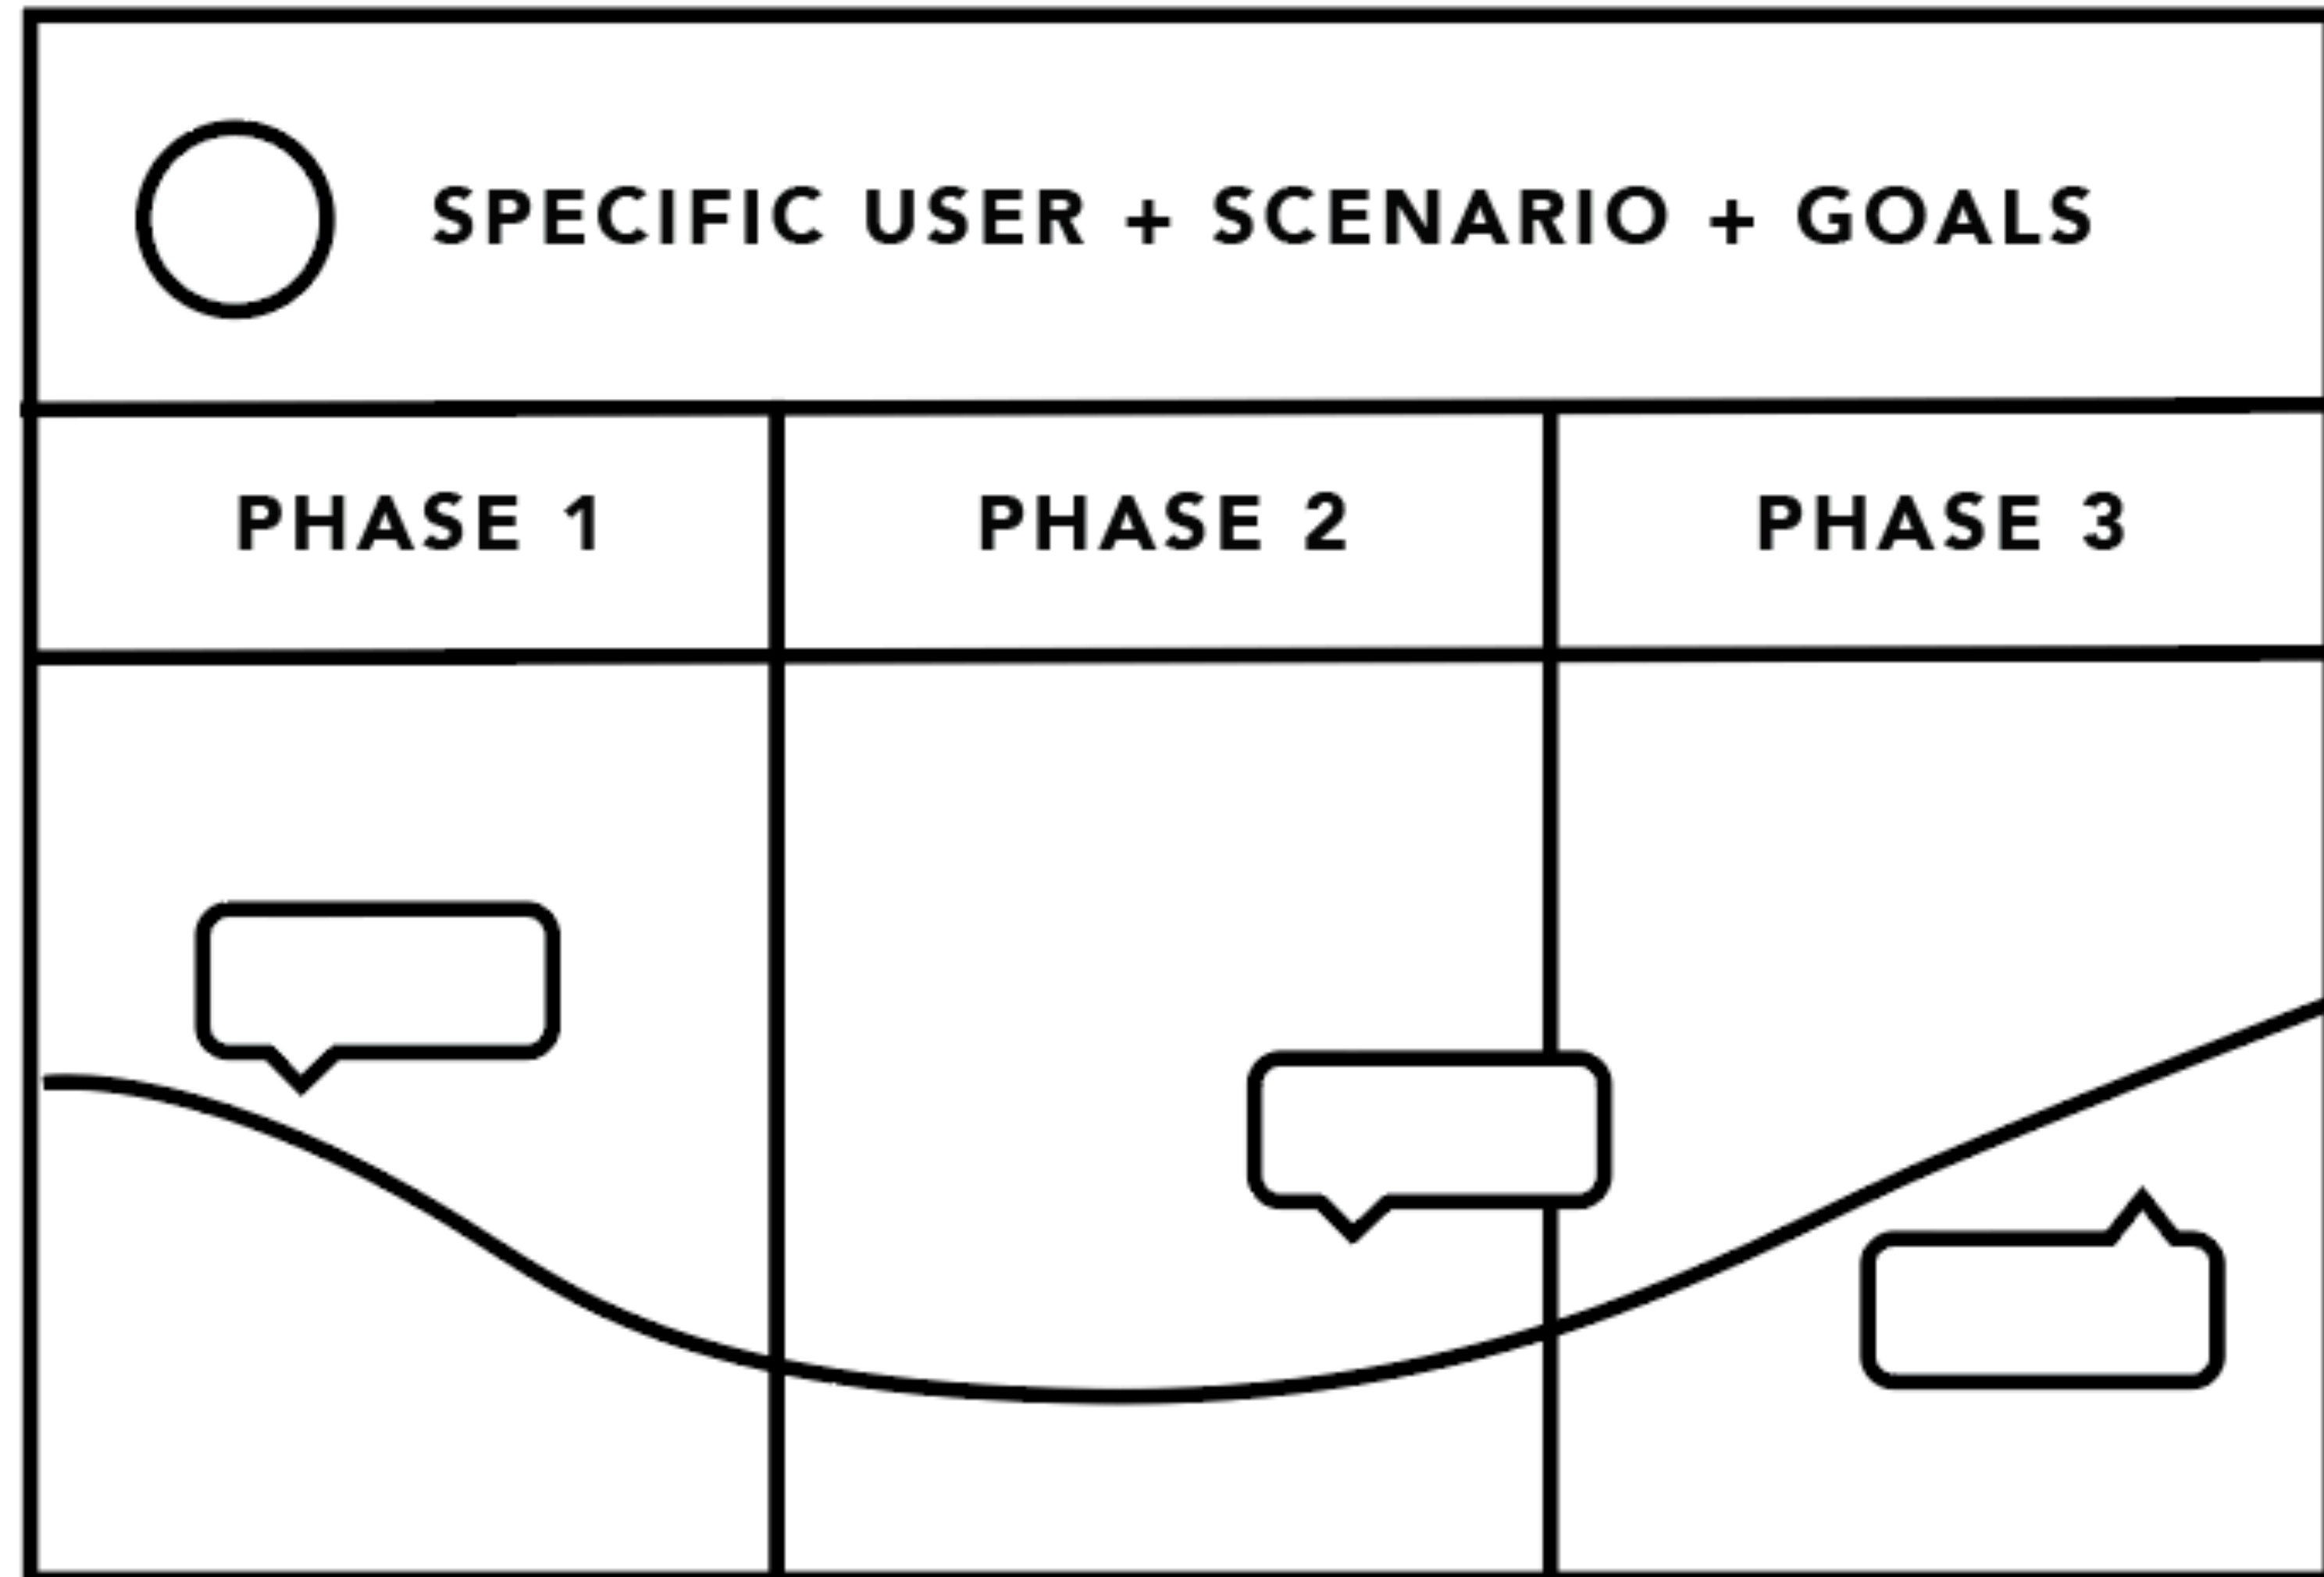 SPECIFIC USER + SCENARIO + GOALS
PHASE 1
PHASE 2
PHASE 3